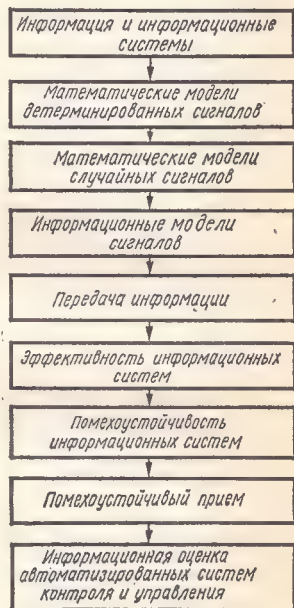 Информация и информационные
системы
Математические модели
детерминированных сигналов
Математические модели
случайных сигналов
Информационные модели
сигналов
Передача информации
Эффективность информационных
систем
Помехоустойчивость
информационных систем
Помехоустойчивый прием
Информационная оценка
автоматизированных систем
контроля и управления